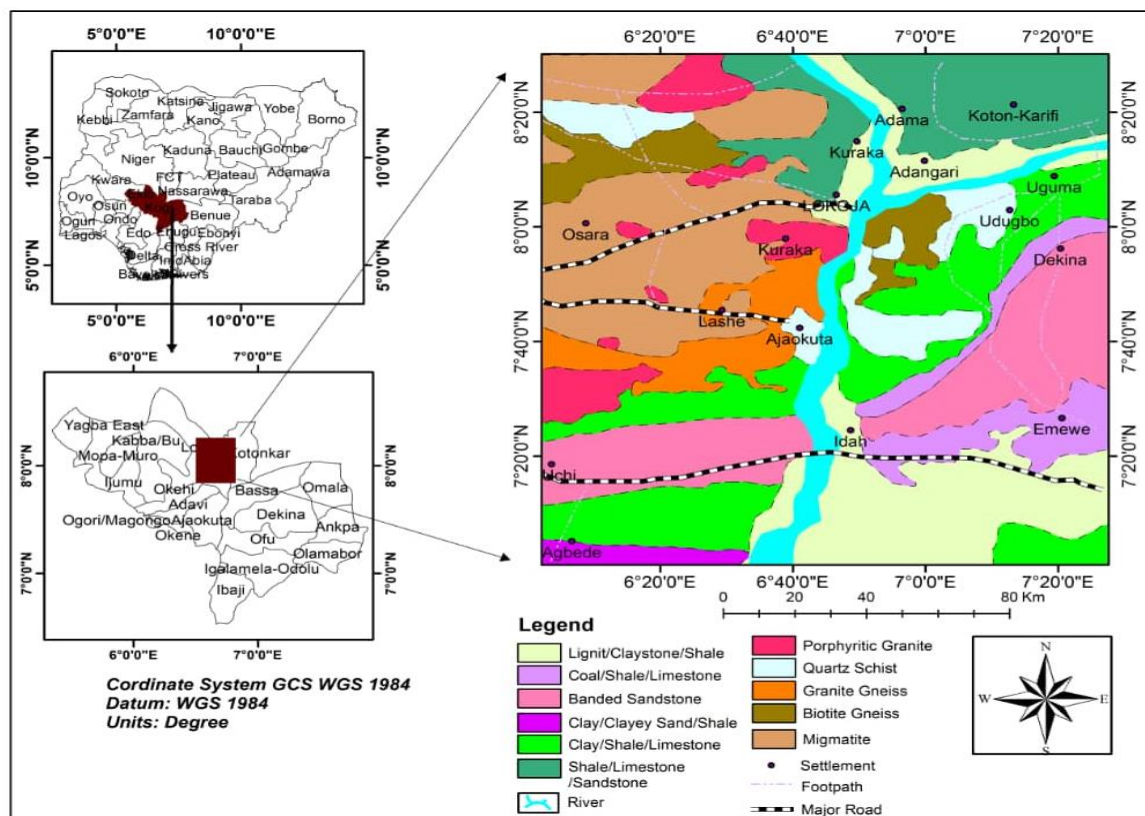 5°0'0"E 10°0'0"E
10°0'0"N
5°0'0"N
10°0'0"N
5°0'0"N
Sokoto
Katsina
Jigawa
Yobe
Borno
Kebbi
Zamfara
Kano
Kaduna
Bauchi
Gombe
Adamawa
Niger
FCT
Plateau
Kwara
Nassarawa
Taraba
Oyo
Osun
Kogi
Benue
Ogun
Ondo
Lagos
Edo
Enugu
Ebonyi
Cross River
Delta
Imo
Abia
Rivers
5°0'0"E 10°0'0"E
6°0'0"E 7°0'0"E
8°0'0"N
7°0'0"N
8°0'0"N
7°0'0"N
Yagba East
Kabba/Bu
Lo
Kotonkar
Mopa-Muro
Ijumu
Okehi
Bassa
Omala
Adavi
Dekina
Ogori/Magongo
Ajaokuta
Ankpa
Okene
Ofu
Olamabor
Igalamela-Odolu
Ibaji
6°0'0"E 7°0'0"E
Cordinate System GCS WGS 1984
Datum: WGS 1984
Units: Degree
6°20'0"E 6°40'0"E 7°0'0"E 7°20'0"E
8°20'0"N
8°0'0"N
7°40'0"N
7°20'0"N
8°20'0"N
8°0'0"N
7°40'0"N
7°20'0"N
Adama
Koton-Karifi
Kuraka
Adangari
Uguma
LOKOJA
Udugbo
Osara
Kuraka
Dekina
Lashe
Ajaokuta
Emewe
Idah
Uchi
Agbede
6°20'0"E 6°40'0"E 7°0'0"E 7°20'0"E
0 20 40 80 Km
Legend
Lignit/Claystone/Shale
Coal/Shale/Limestone
Banded Sandstone
Clay/Clayey Sand/Shale
Clay/Shale/Limestone
Shale/Limestone
/Sandstone
River
Porphyritic Granite
Quartz Schist
Granite Gneiss
Biotite Gneiss
Migmatite
Settlement
Footpath
Major Road
N
W E
S